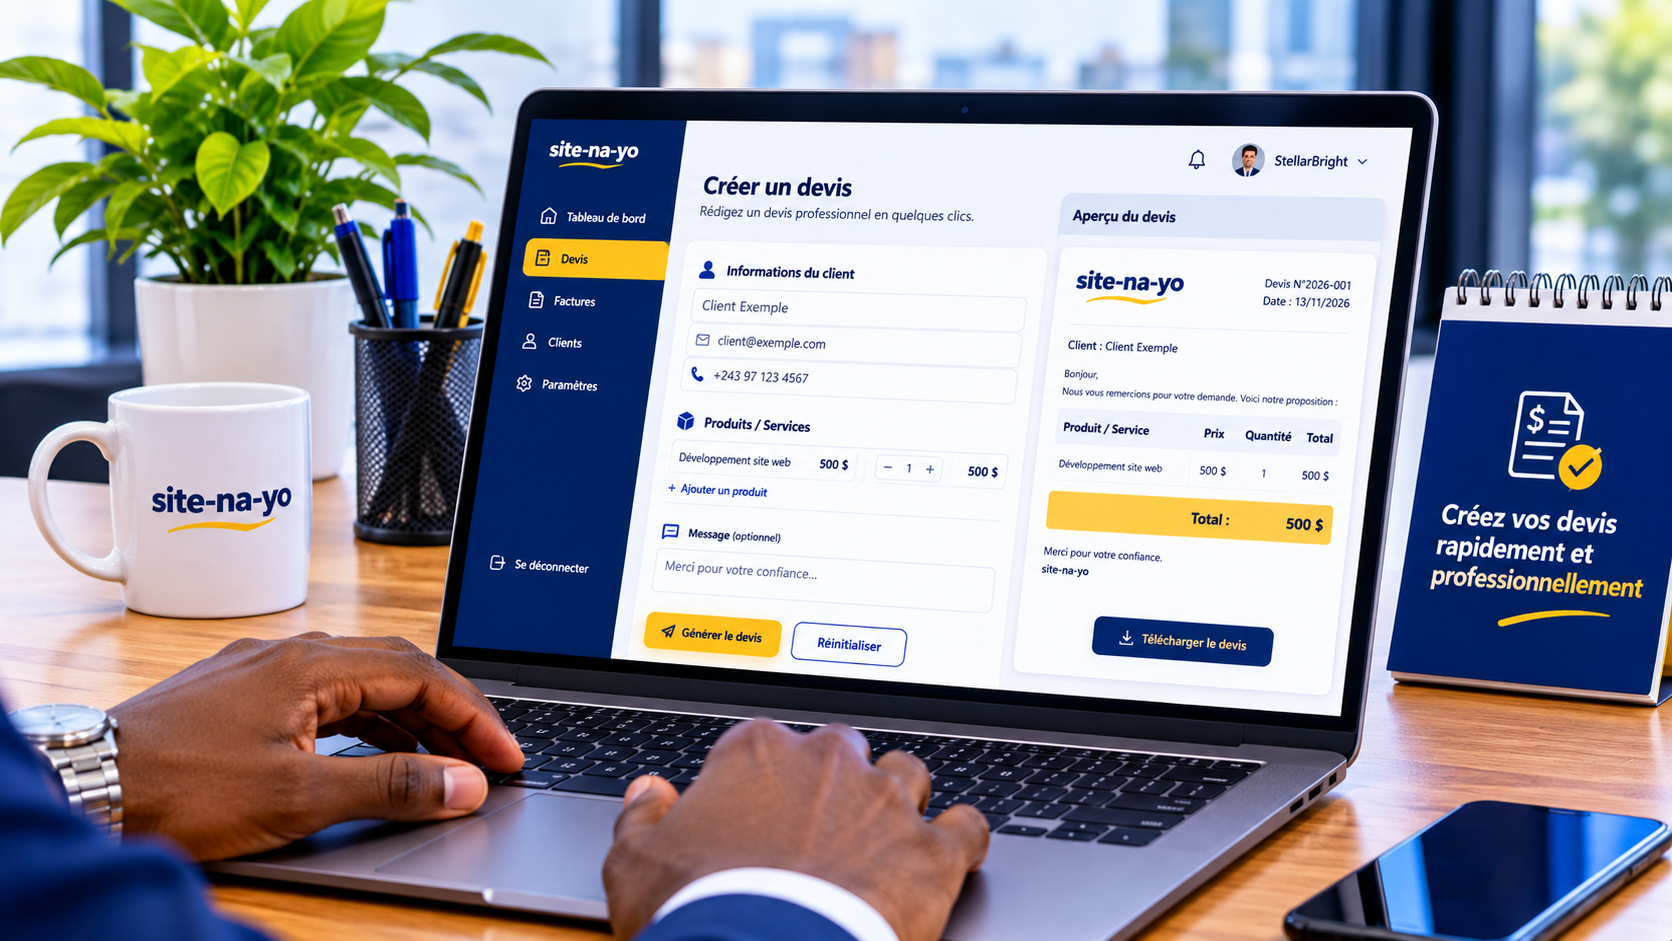 site-na-yo
Tableau de bord
Devis
Factures
Clients
Paramètres
Se déconnecter
StellarBright
Créer un devis
Rédigez un devis professionnel en quelques clics.
Informations du client
Client Exemple
client@exemple.com
+243 97 123 4567
Produits / Services
Développement site web 500 $ − 1 + 500 $
+ Ajouter un produit
Message (optionnel)
Merci pour votre confiance...
Générer le devis
Réinitialiser
Aperçu du devis
site-na-yo
Devis N°2026-001
Date : 13/11/2026
Client : Client Exemple
Bonjour,
Nous vous remercions pour votre demande. Voici notre proposition :
Produit / Service Prix Quantité Total
Développement site web 500 $ 1 500 $
Total : 500 $
Merci pour votre confiance.
site-na-yo
Télécharger le devis
site-na-yo
$
Créez vos devis
rapidement et
professionnellement